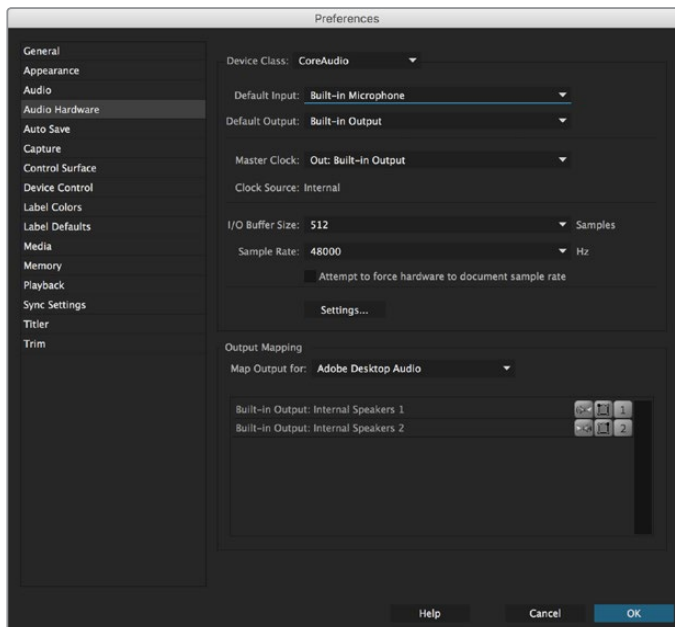 Preferences
General
Appearance
Audio
Audio Hardware
Auto Save
Capture
Control Surface
Device Control
Label Colors
Label Defaults
Media
Memory
Playback
Sync Settings
Titler
Trim
Device Class: CoreAudio
Default Input: Built-in Microphone
Default Output: Built-in Output
Master Clock: Out: Built-in Output
Clock Source: Internal
I/O Buffer Size: 512 Samples
Sample Rate: 48000 Hz
Attempt to force hardware to document sample rate
Settings...
Output Mapping
Map Output for: Adobe Desktop Audio
Built-in Output: Internal Speakers 1 1
Built-in Output: Internal Speakers 2 2
Help Cancel OK